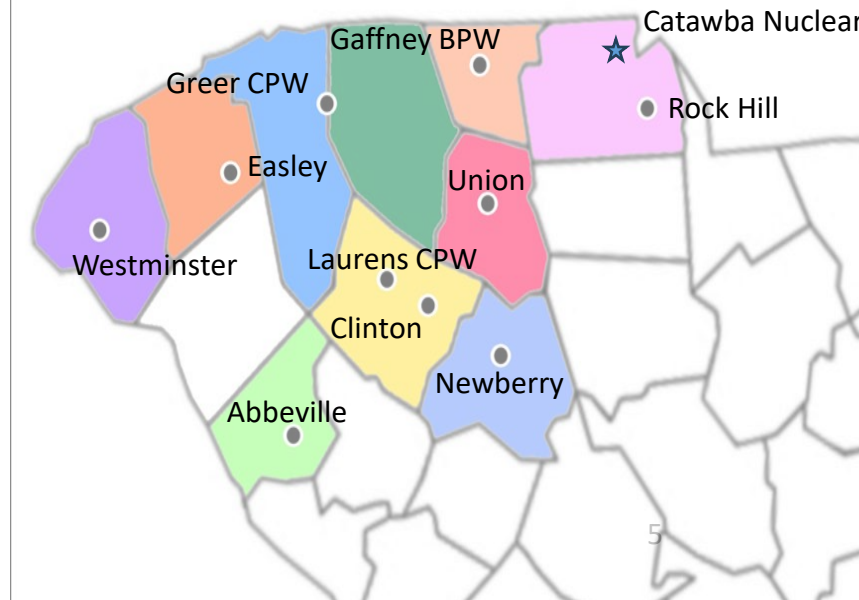 Catawba Nuclear
Gaffney BPW
Greer CPW
Rock Hill
Easley
Union
Westminster
Laurens CPW
Clinton
Newberry
Abbeville
5